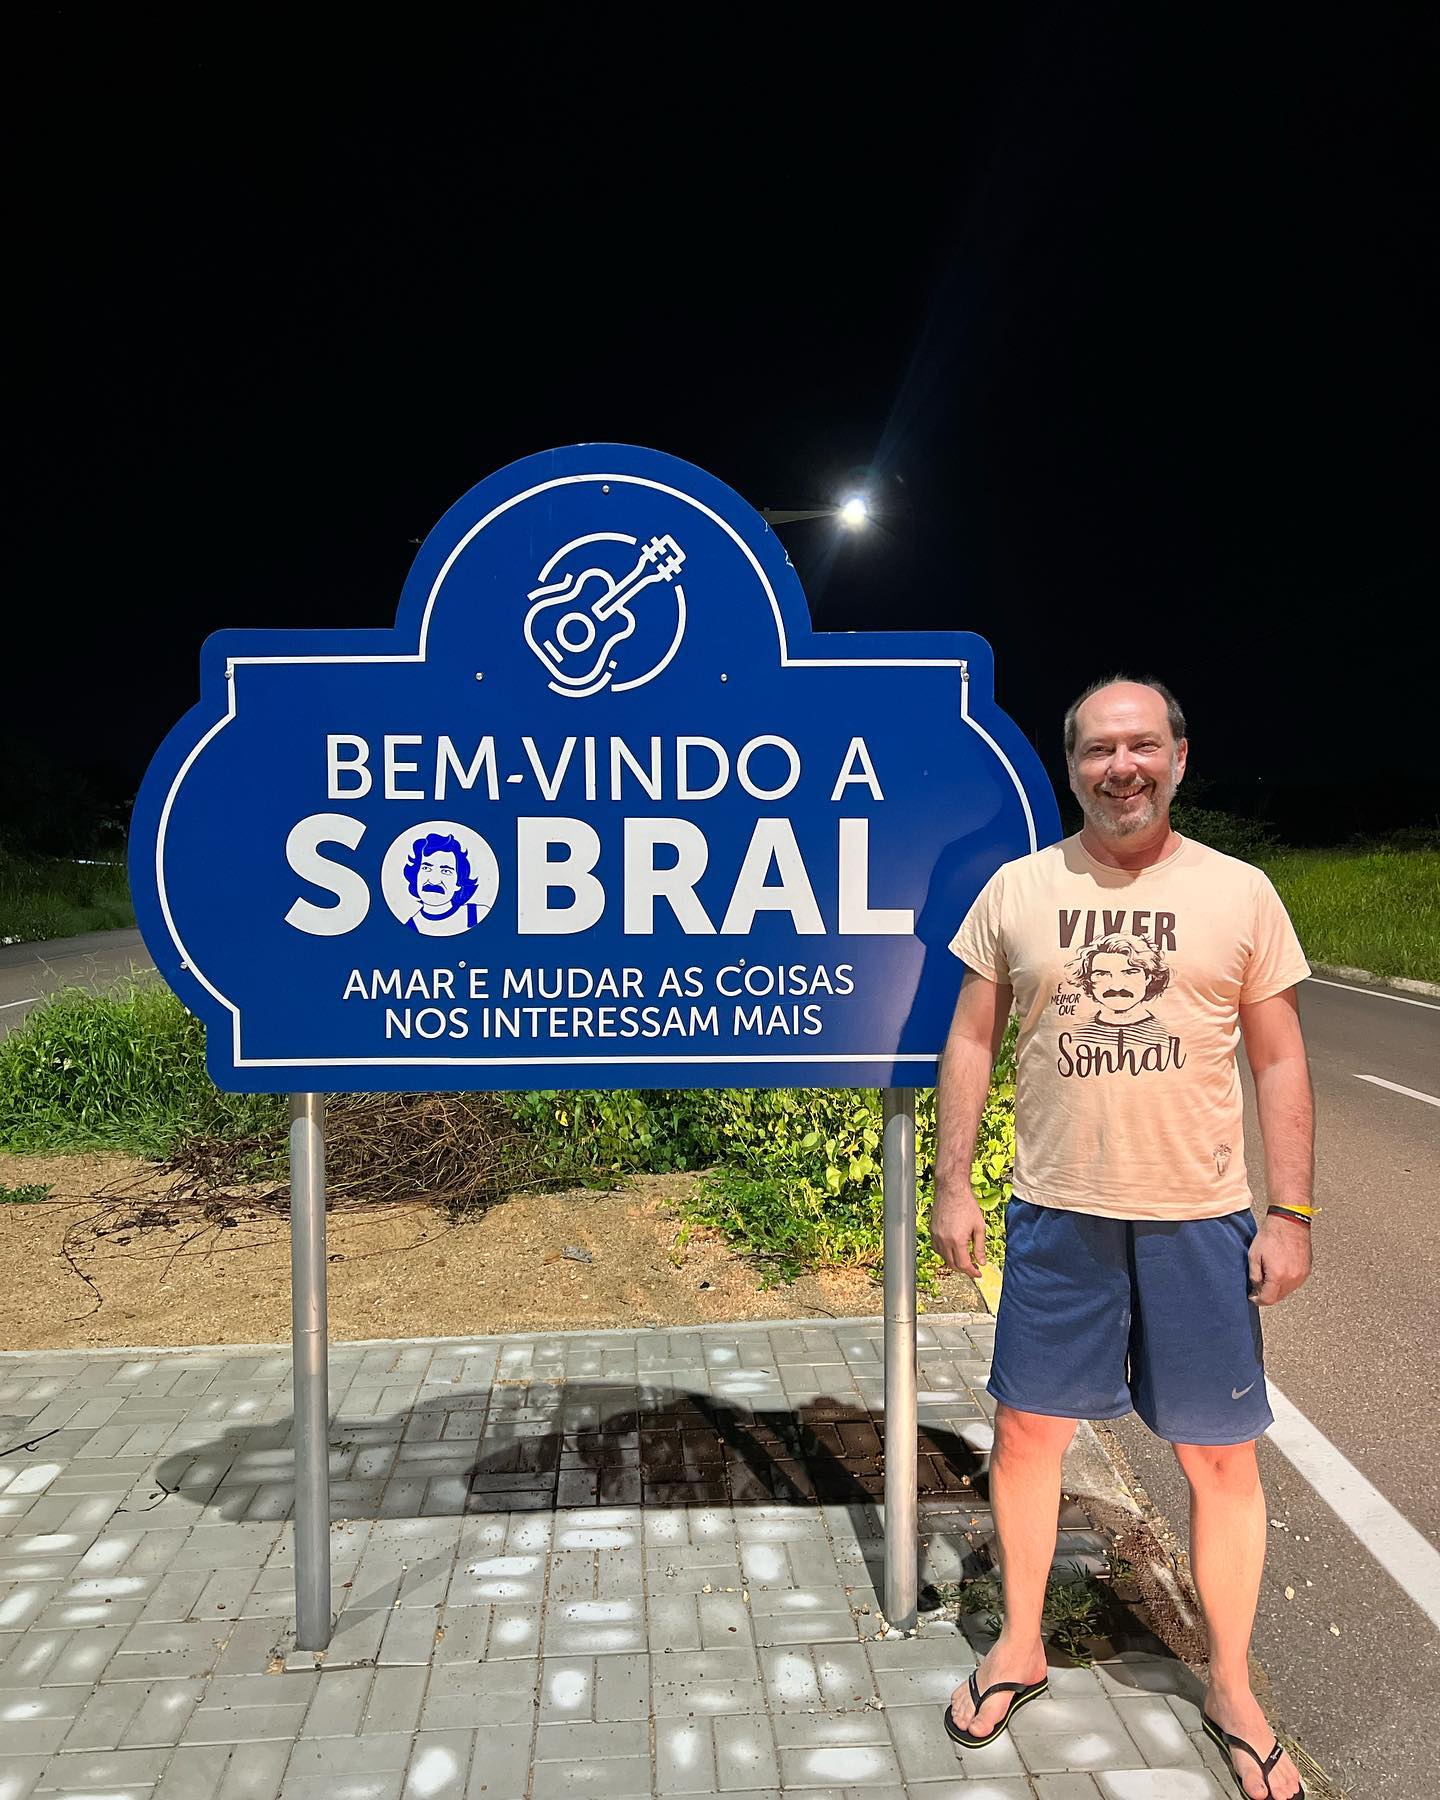 BEM-VINDO A
SOBRAL
AMAR E MUDAR AS COISAS
NOS INTERESSAM MAIS
VIVER
É
MELHOR
QUE
Sonhar